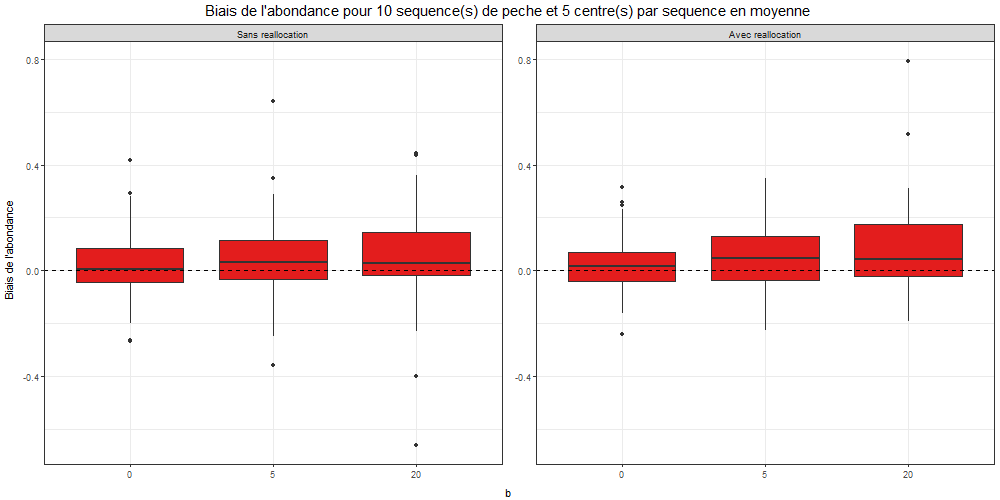 Biais de l'abondance pour 10 sequence(s) de peche et 5 centre(s) par sequence en moyenne
Sans reallocation
Avec reallocation
Biais de l'abondance
0.8
0.4
0.0
-0.4
0.8
0.4
0.0
-0.4
0
5
20
0
5
20
b